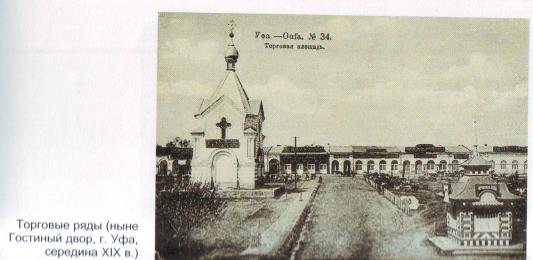 Уфа.—Oufa. № 34.
Торговая площадь.
Торговые ряды (ныне
Гостиный двор, г. Уфа,
середина XIX в.)